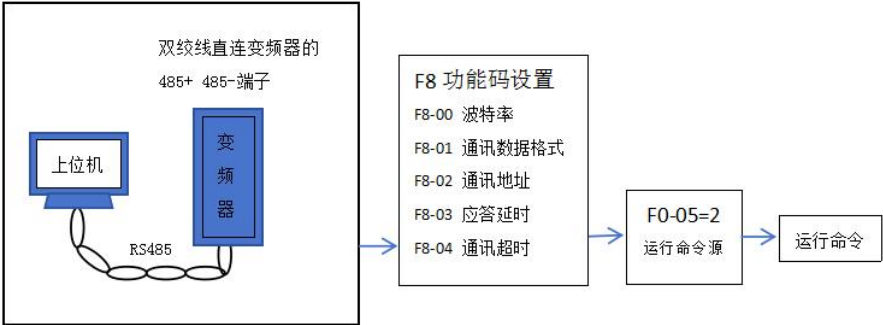 双绞线直连变频器的
485+ 485-端子
上位机
变
频
器
RS485
F8 功能码设置
F8-00 波特率
F8-01 通讯数据格式
F8-02 通讯地址
F8-03 应答延时
F8-04 通讯超时
F0-05=2
运行命令源
运行命令